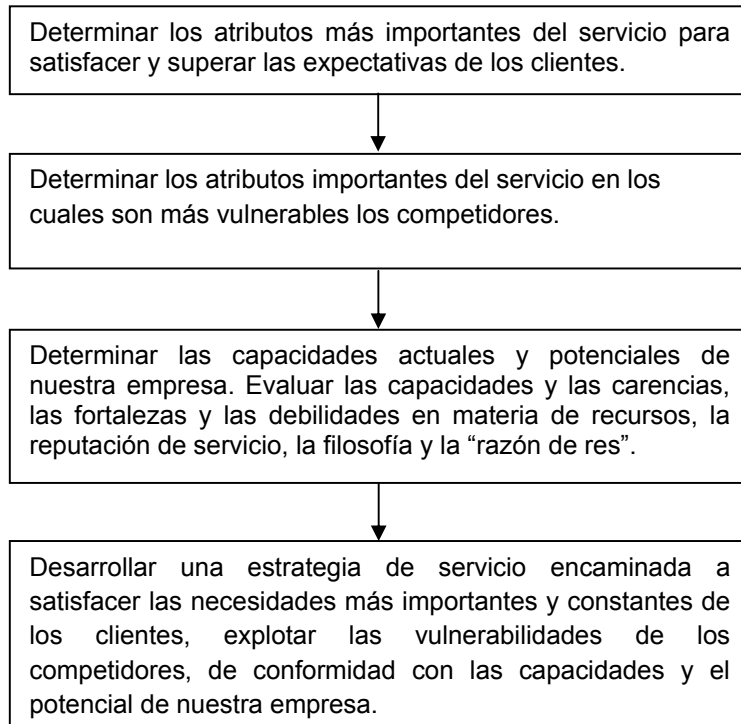 Determinar los atributos más importantes del servicio para
satisfacer y superar las expectativas de los clientes.
Determinar los atributos importantes del servicio en los
cuales son más vulnerables los competidores.
Determinar las capacidades actuales y potenciales de
nuestra empresa. Evaluar las capacidades y las carencias,
las fortalezas y las debilidades en materia de recursos, la
reputación de servicio, la filosofía y la “razón de res”.
Desarrollar una estrategia de servicio encaminada a
satisfacer las necesidades más importantes y constantes de
los clientes, explotar las vulnerabilidades de los
competidores, de conformidad con las capacidades y el
potencial de nuestra empresa.